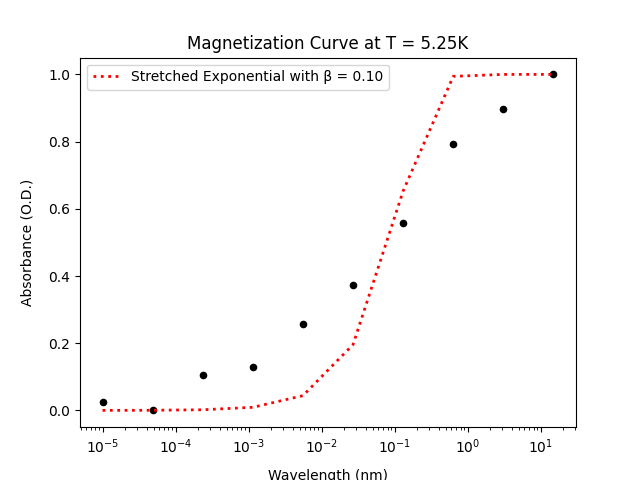 Magnetization Curve at T = 5.25K
Stretched Exponential with β = 0.10
Absorbance (O.D.)
1.0
0.8
0.6
0.4
0.2
0.0
10⁻⁵ 10⁻⁴ 10⁻³ 10⁻² 10⁻¹ 10⁰ 10¹
Wavelength (nm)